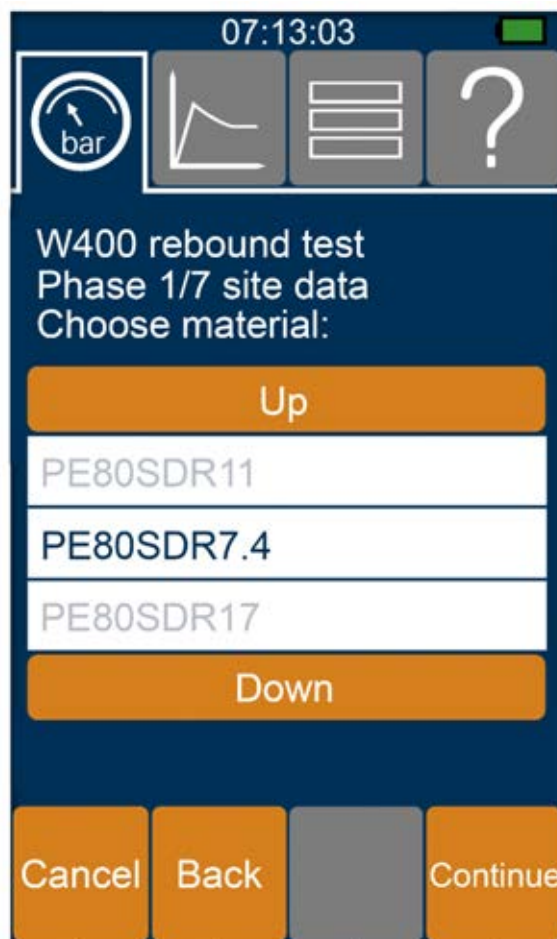 07:13:03
bar
?
W400 rebound test
Phase 1/7 site data
Choose material:
Up
PE80SDR11
PE80SDR7.4
PE80SDR17
Down
Cancel Back Continue